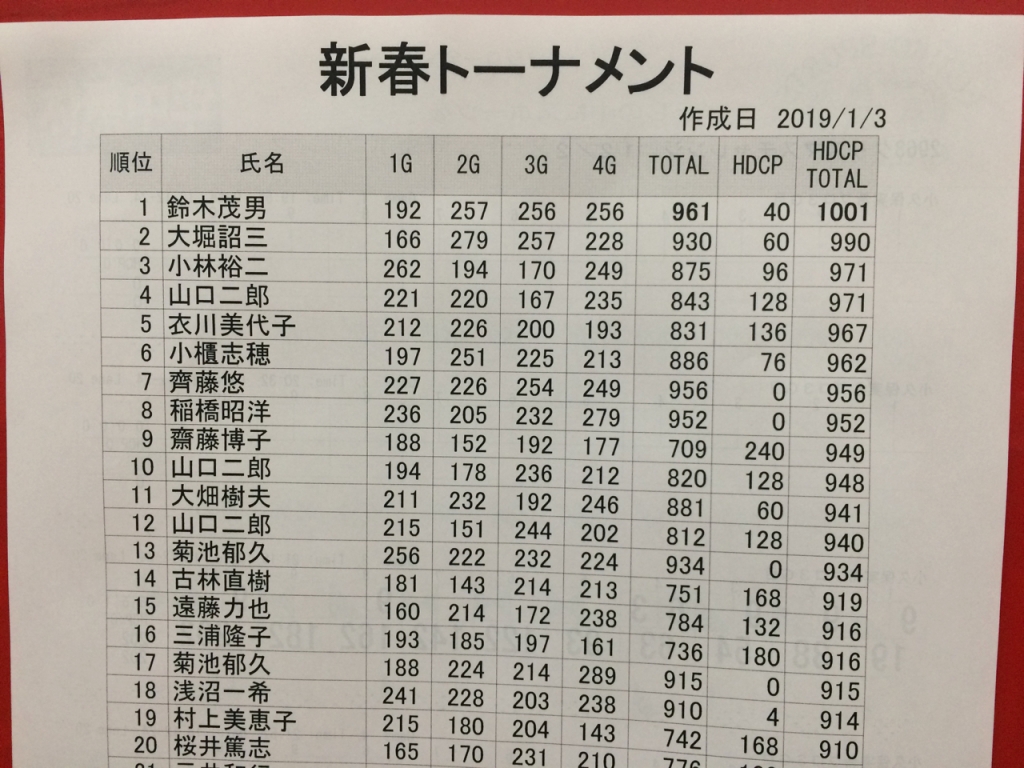 新春トーナメント
作成日 2019/1/3
順位 氏名 1G 2G 3G 4G TOTAL HDCP HDCP TOTAL
1 鈴木茂男 192 257 256 256 961 40 1001
2 大堀詔三 166 279 257 228 930 60 990
3 小林裕二 262 194 170 249 875 96 971
4 山口二郎 221 220 167 235 843 128 971
5 衣川美代子 212 226 200 193 831 136 967
6 小櫃志穂 197 251 225 213 886 76 962
7 齊藤悠 227 226 254 249 956 0 956
8 稲橋昭洋 236 205 232 279 952 0 952
9 齋藤博子 188 152 192 177 709 240 949
10 山口二郎 194 178 236 212 820 128 948
11 大畑樹夫 211 232 192 246 881 60 941
12 山口二郎 215 151 244 202 812 128 940
13 菊池郁久 256 222 232 224 934 0 934
14 古林直樹 181 143 214 213 751 168 919
15 遠藤力也 160 214 172 238 784 132 916
16 三浦隆子 193 185 197 161 736 180 916
17 菊池郁久 188 224 214 289 915 0 915
18 浅沼一希 241 228 203 238 910 4 914
19 村上美恵子 215 180 204 143 742 168 910
20 桜井篤志 165 170 231 210 776